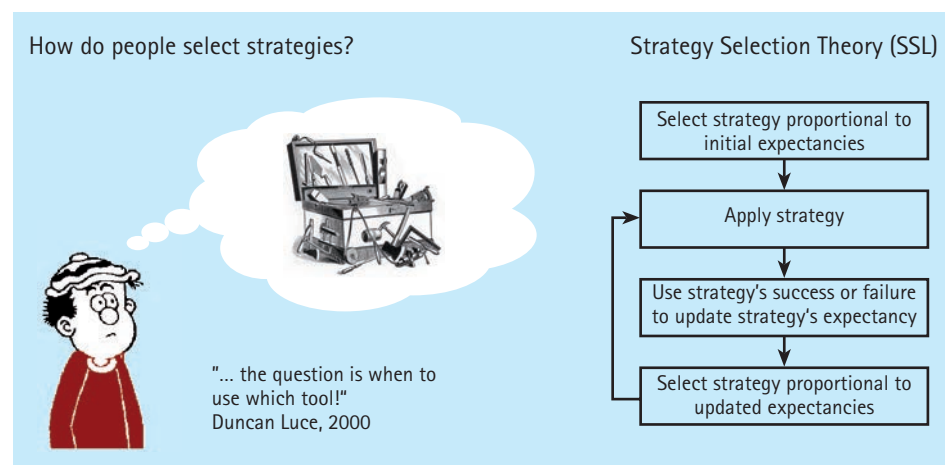 How do people select strategies?
Strategy Selection Theory (SSL)
"... the question is when to
use which tool!"
Duncan Luce, 2000
Select strategy proportional to
initial expectancies
Apply strategy
Use strategy's success or failure
to update strategy's expectancy
Select strategy proportional to
updated expectancies